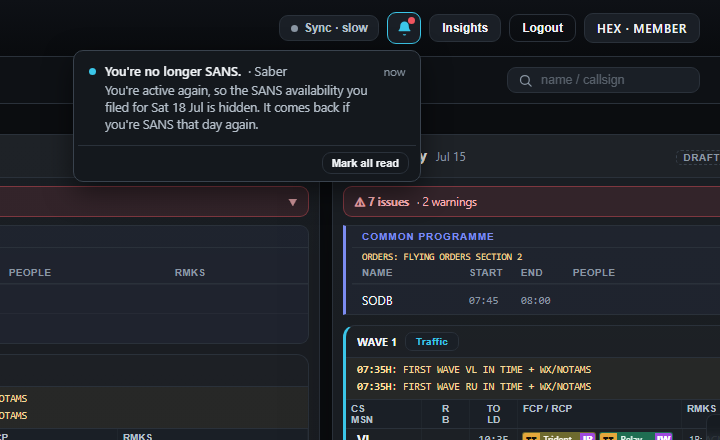 Sync · slow
Insights
Logout
HEX · MEMBER
name / callsign
You're no longer SANS. · Saber now
You're active again, so the SANS availability you
filed for Sat 18 Jul is hidden. It comes back if
you're SANS that day again.
Mark all read
y Jul 15
DRAFT
▼
⚠ 7 issues · 2 warnings
COMMON PROGRAMME
ORDERS: FLYING ORDERS SECTION 2
PEOPLE RMKS
NAME START END PEOPLE
SODB 07:45 08:00
WAVE 1 Traffic
07:35H: FIRST WAVE VL IN TIME + WX/NOTAMS
07:35H: FIRST WAVE RU IN TIME + WX/NOTAMS
OTAMS
OTAMS
CS MSN
R B
TO LD
FCP / RCP
RMKS
RMKS
VL 10:35 Trident Relay